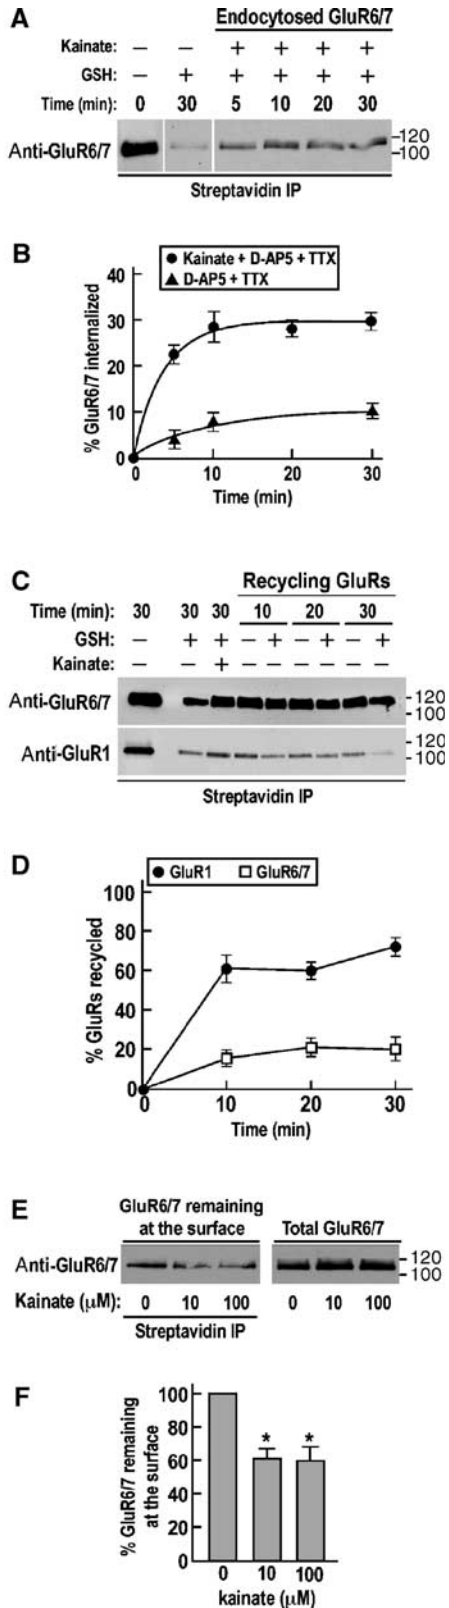 A
Endocytosed GluR6/7
Kainate: – – + + + +
GSH: – + + + + +
Time (min): 0 30 5 10 20 30
Anti-GluR6/7
120
100
Streptavidin IP
B
Kainate + D-AP5 + TTX
D-AP5 + TTX
% GluR6/7 internalized
40
30
20
10
0
0 10 20 30
Time (min)
C
Recycling GluRs
Time (min): 30 30 30 10 20 30
GSH: – + + – + – + – +
Kainate: – – + – – – – – –
Anti-GluR6/7
120
100
Anti-GluR1
120
100
Streptavidin IP
D
GluR1 GluR6/7
% GluRs recycled
100
80
60
40
20
0
0 10 20 30
Time (min)
E
GluR6/7 remaining
at the surface
Total GluR6/7
Anti-GluR6/7
120
100
Kainate (µM): 0 10 100 0 10 100
Streptavidin IP
F
% GluR6/7 remaining
at the surface
100
80
60
40
20
0
* *
0 10 100
kainate (µM)